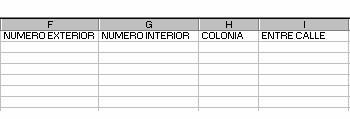 F G H I
NUMERO EXTERIOR NUMERO INTERIOR COLONIA ENTRE CALLE